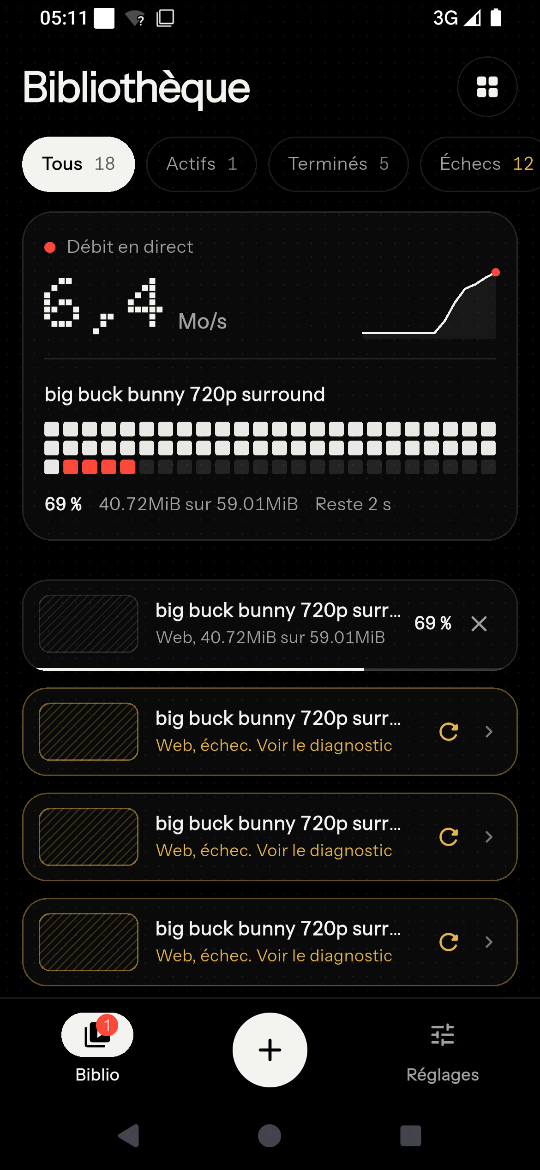 05:11
3G
Bibliothèque
Tous 18
Actifs 1
Terminés 5
Échecs 12
Débit en direct
6,4 Mo/s
big buck bunny 720p surround
69 % 40.72MiB sur 59.01MiB Reste 2 s
big buck bunny 720p surr…
Web, 40.72MiB sur 59.01MiB
69 %
big buck bunny 720p surr…
Web, échec. Voir le diagnostic
big buck bunny 720p surr…
Web, échec. Voir le diagnostic
big buck bunny 720p surr…
Web, échec. Voir le diagnostic
1
Biblio
Réglages